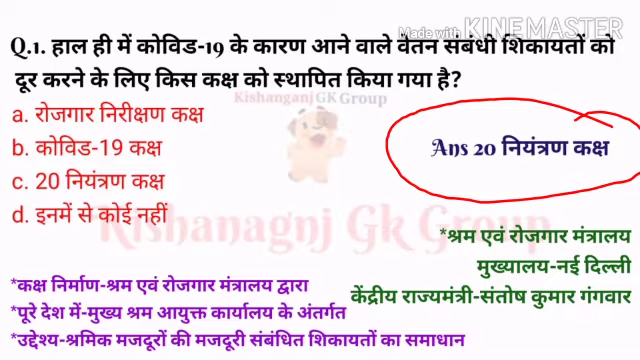 Made with KINEMASTER
Q.1. हाल ही में कोविड-19 के कारण आने वाले वेतन संबंधी शिकायतों को
दूर करने के लिए किस कक्ष को स्थापित किया गया है?
Kishanganj GK Group
a. रोजगार निरीक्षण कक्ष
b. कोविड-19 कक्ष
Ans 20 नियंत्रण कक्ष
c. 20 नियंत्रण कक्ष
d. इनमें से कोई नहीं
Kishanagnj Gk Group
*श्रम एवं रोजगार मंत्रालय
मुख्यालय-नई दिल्ली
केंद्रीय राज्यमंत्री-संतोष कुमार गंगवार
*कक्ष निर्माण-श्रम एवं रोजगार मंत्रालय द्वारा
*पूरे देश में-मुख्य श्रम आयुक्त कार्यालय के अंतर्गत
*उद्देश्य-श्रमिक मजदूरों की मजदूरी संबंधित शिकायतों का समाधान